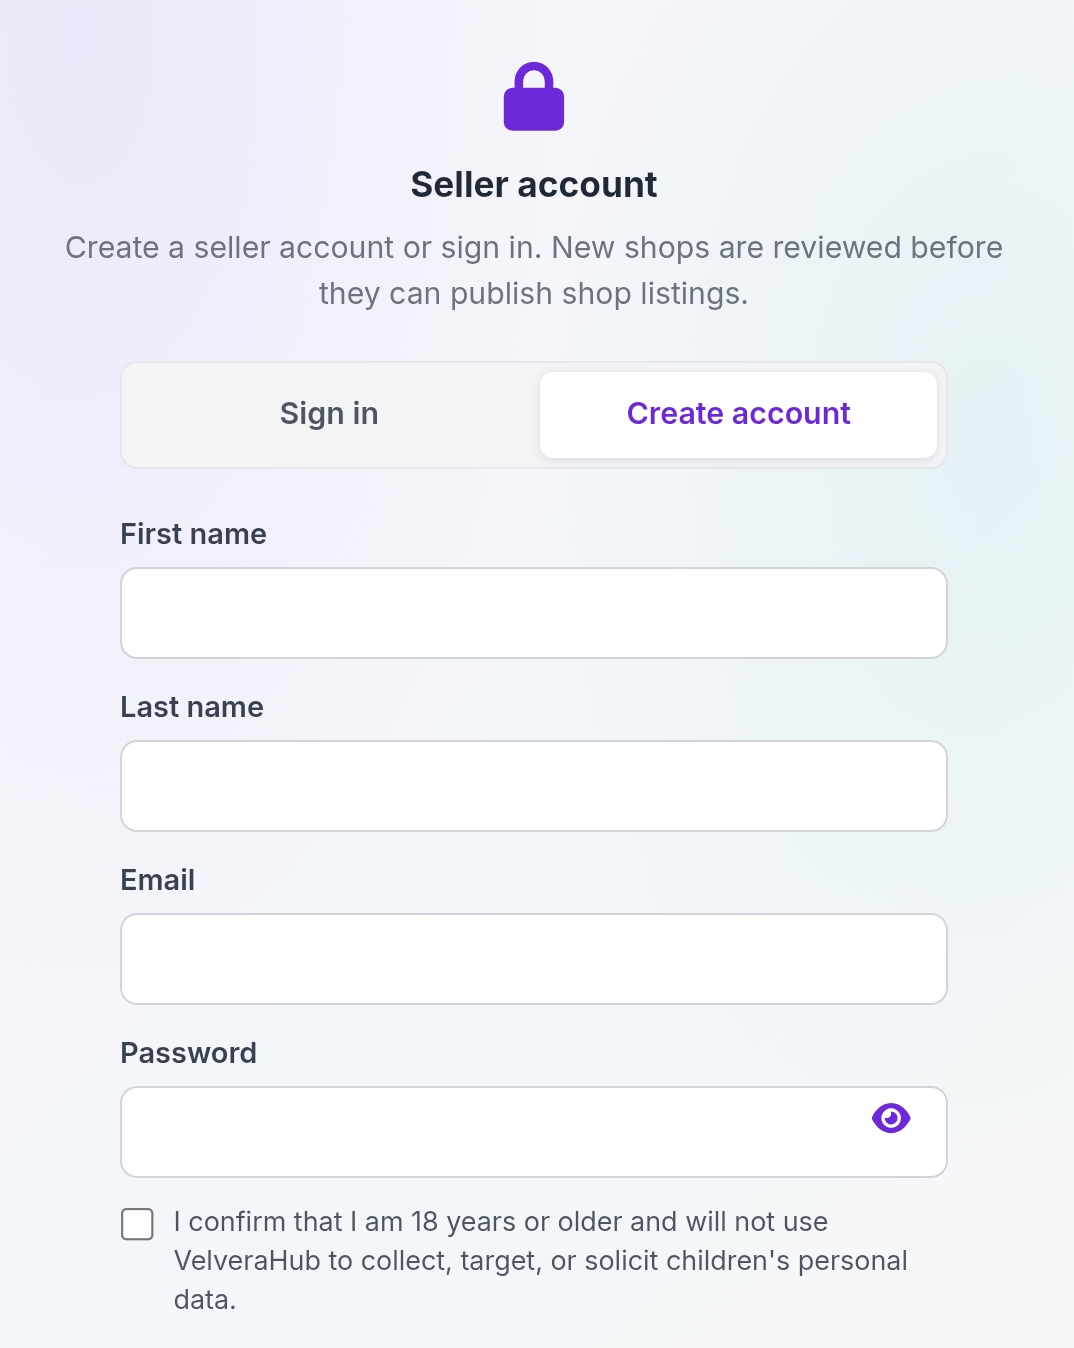 Seller account
Create a seller account or sign in. New shops are reviewed before
they can publish shop listings.
Sign in
Create account
First name
Last name
Email
Password
I confirm that I am 18 years or older and will not use
VelveraHub to collect, target, or solicit children's personal
data.